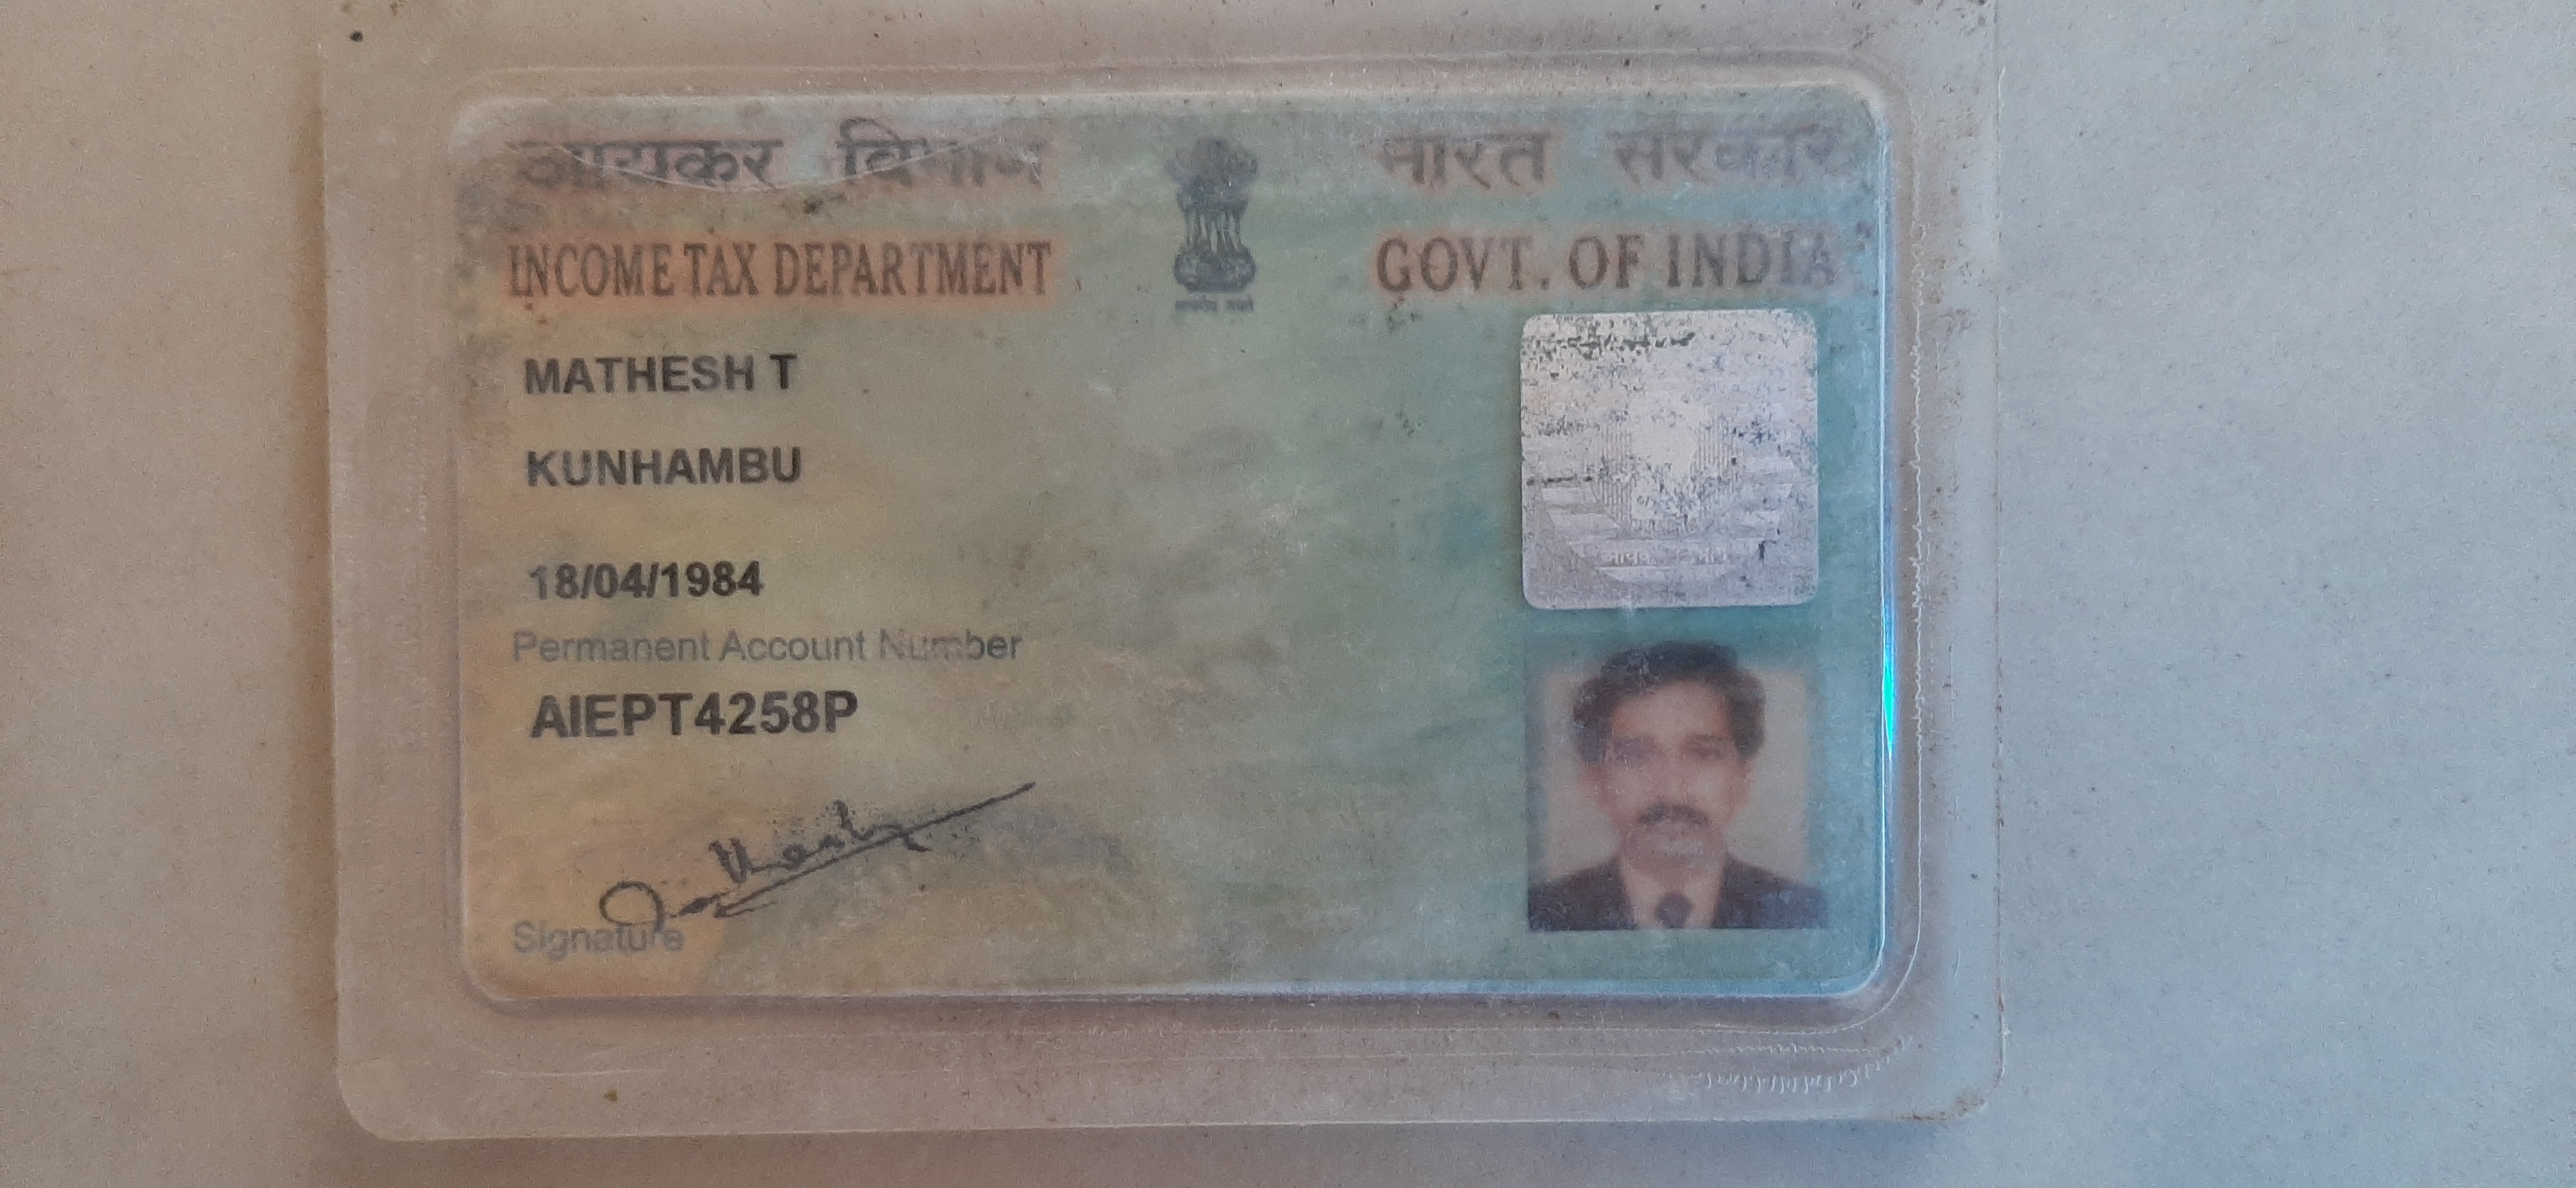 आयकर विभाग
भारत सरकार
INCOME TAX DEPARTMENT
GOVT. OF INDIA
MATHESH T
KUNHAMBU
18/04/1984
Permanent Account Number
AIEPT4258P
Signature